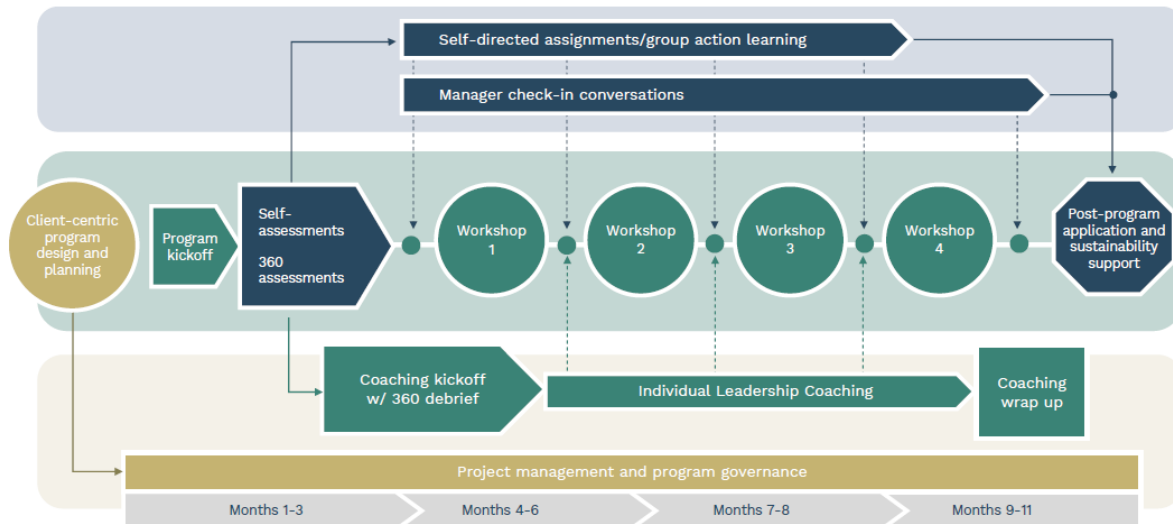 Self-directed assignments/group action learning
Manager check-in conversations
Client-centric
program
design and
planning
Program
kickoff
Self-
assessments
360
assessments
Workshop
1
Workshop
2
Workshop
3
Workshop
4
Post-program
application and
sustainability
support
Coaching kickoff
w/ 360 debrief
Individual Leadership Coaching
Coaching
wrap up
Project management and program governance
Months 1-3
Months 4-6
Months 7-8
Months 9-11